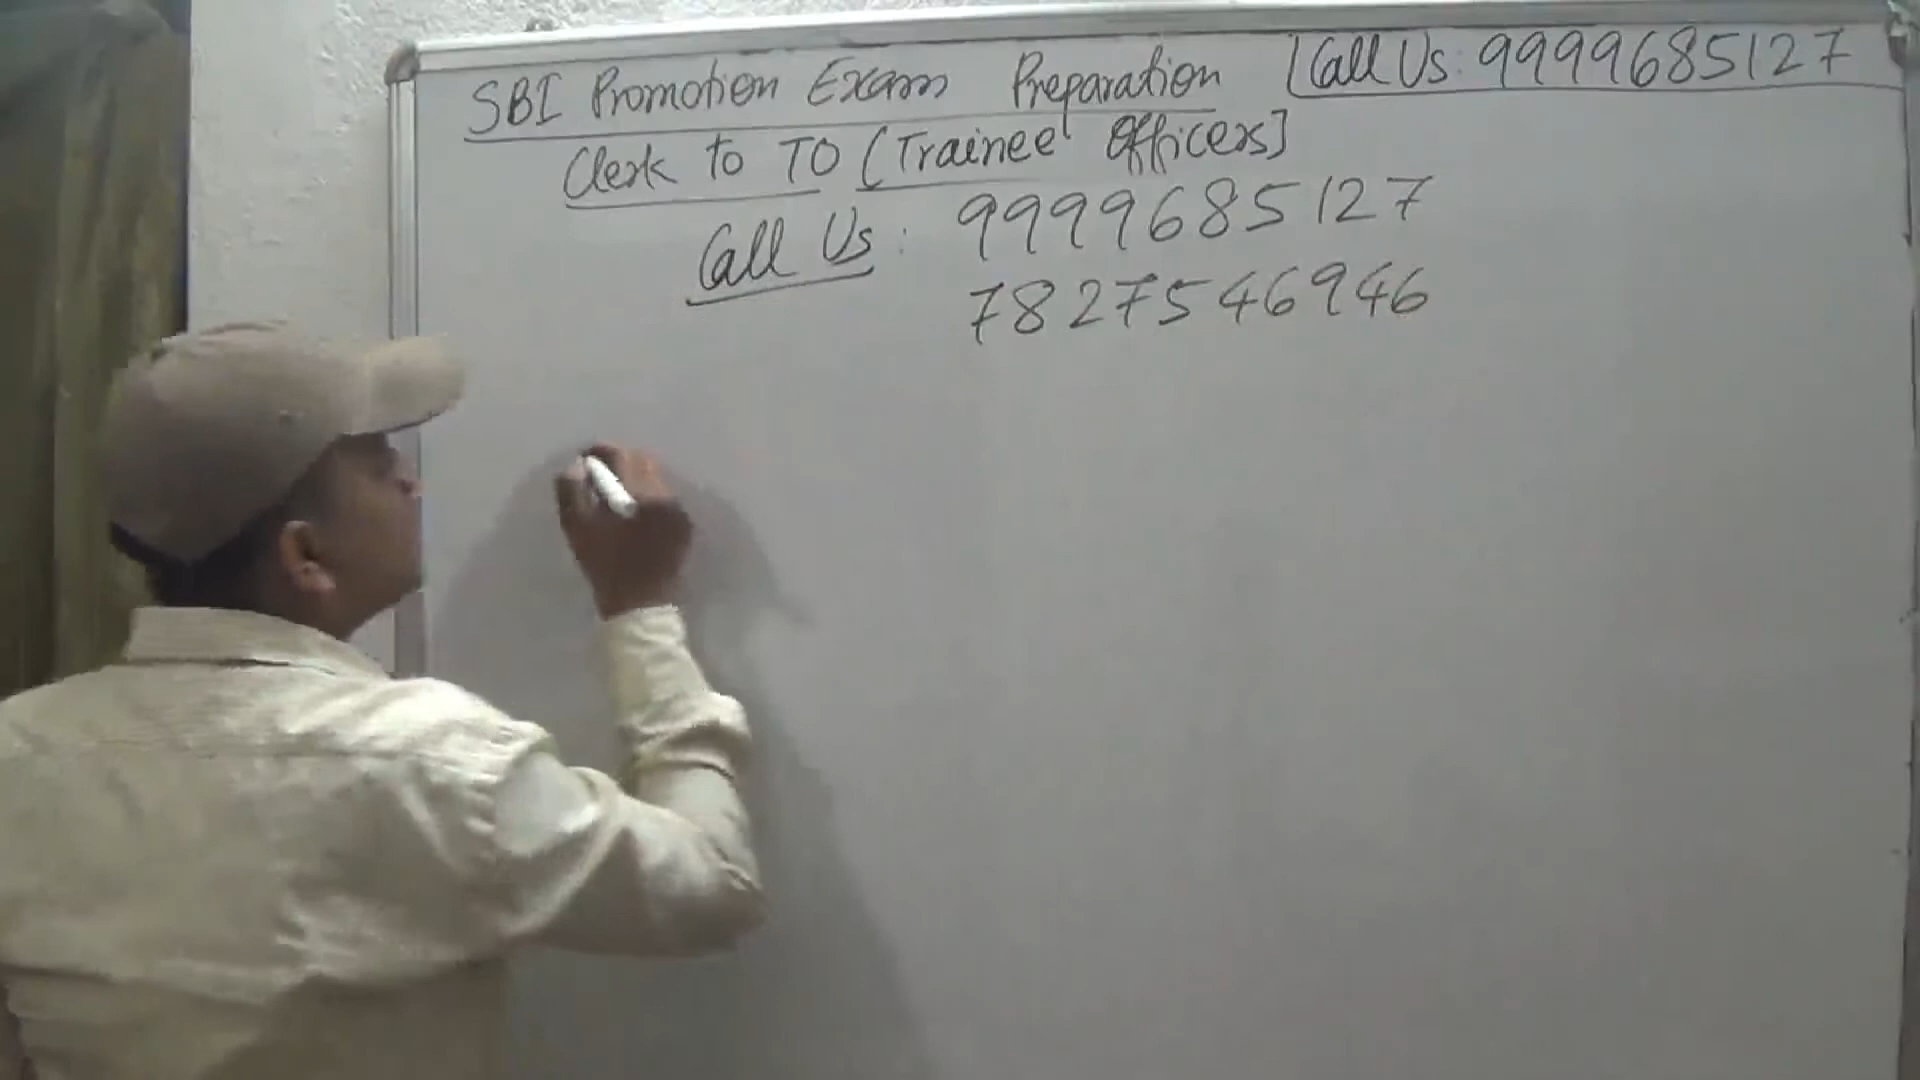 SBI Promotion Exam Preparation
Call Us: 9999685127
Clerk to TO (Trainee Officers]
Call Us: 9999685127
7827546946